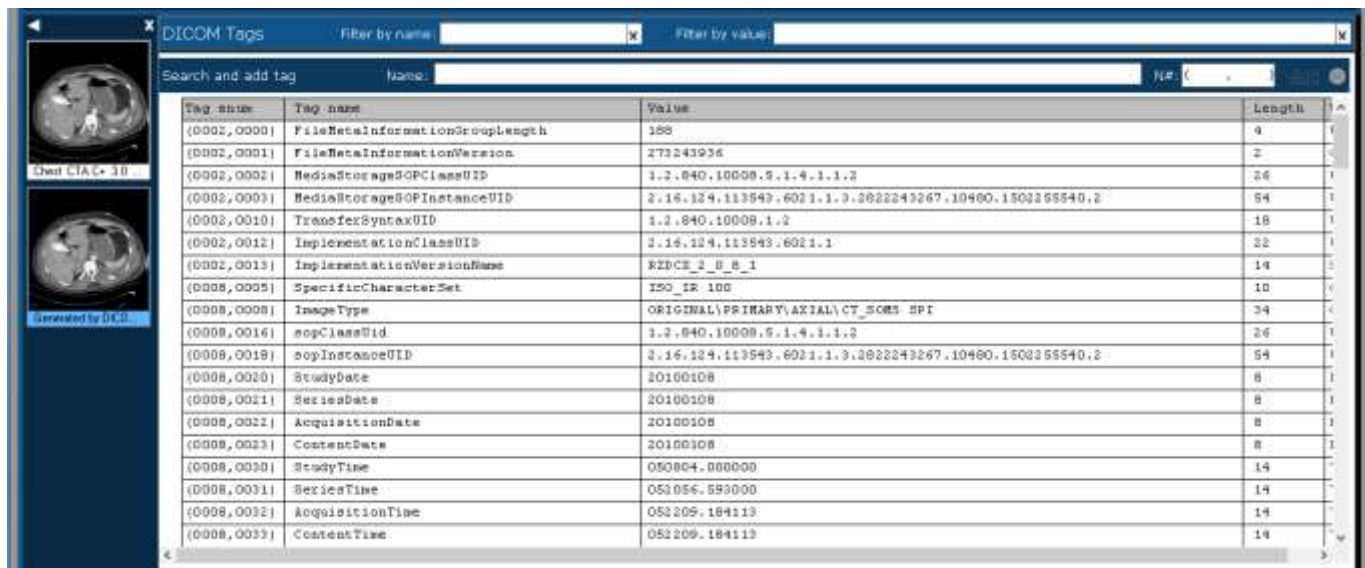 DICOM Tags Filter by name: x Filter by value: x
Search and add tag Name: N#: ( , )
Tag name Value Length
(0002,0000) FileMetaInformationGroupLength 188 4
(0002,0001) FileMetaInformationVersion 273243936 2
(0002,0002) MediaStorageSOPClassUID 1.2.840.10008.5.1.4.1.1.2 26
(0002,0003) MediaStorageSOPInstanceUID 2.16.124.113543.6021.1.3.2822243267.10480.1502255540.2 54
(0002,0010) TransferSyntaxUID 1.2.840.10008.1.2 18
(0002,0012) ImplementationClassUID 2.16.124.113543.6021.1 22
(0002,0013) ImplementationVersionName 14
(0008,0005) SpecificCharacterSet ISO_IR 100 10
(0008,0008) ImageType ORIGINAL\PRIMARY\AXIAL\CT_SOM5 SPI 34
(0008,0016) sopClassUid 1.2.840.10008.5.1.4.1.1.2 26
(0008,0018) sopInstanceUID 2.16.124.113543.6021.1.3.2822243267.10480.1502255540.2 54
(0008,0020) StudyDate 20100108 8
(0008,0021) SeriesDate 20100108 8
(0008,0022) AcquisitionDate 20100108 8
(0008,0023) ContentDate 20100108 8
(0008,0030) StudyTime 050804.000000 14
(0008,0031) SeriesTime 052056.593000 14
(0008,0032) AcquisitionTime 052209.184113 14
(0008,0033) ContentTime 052209.184113 14
Chest CTA C+ 3.0 ...
Generated by DICO...